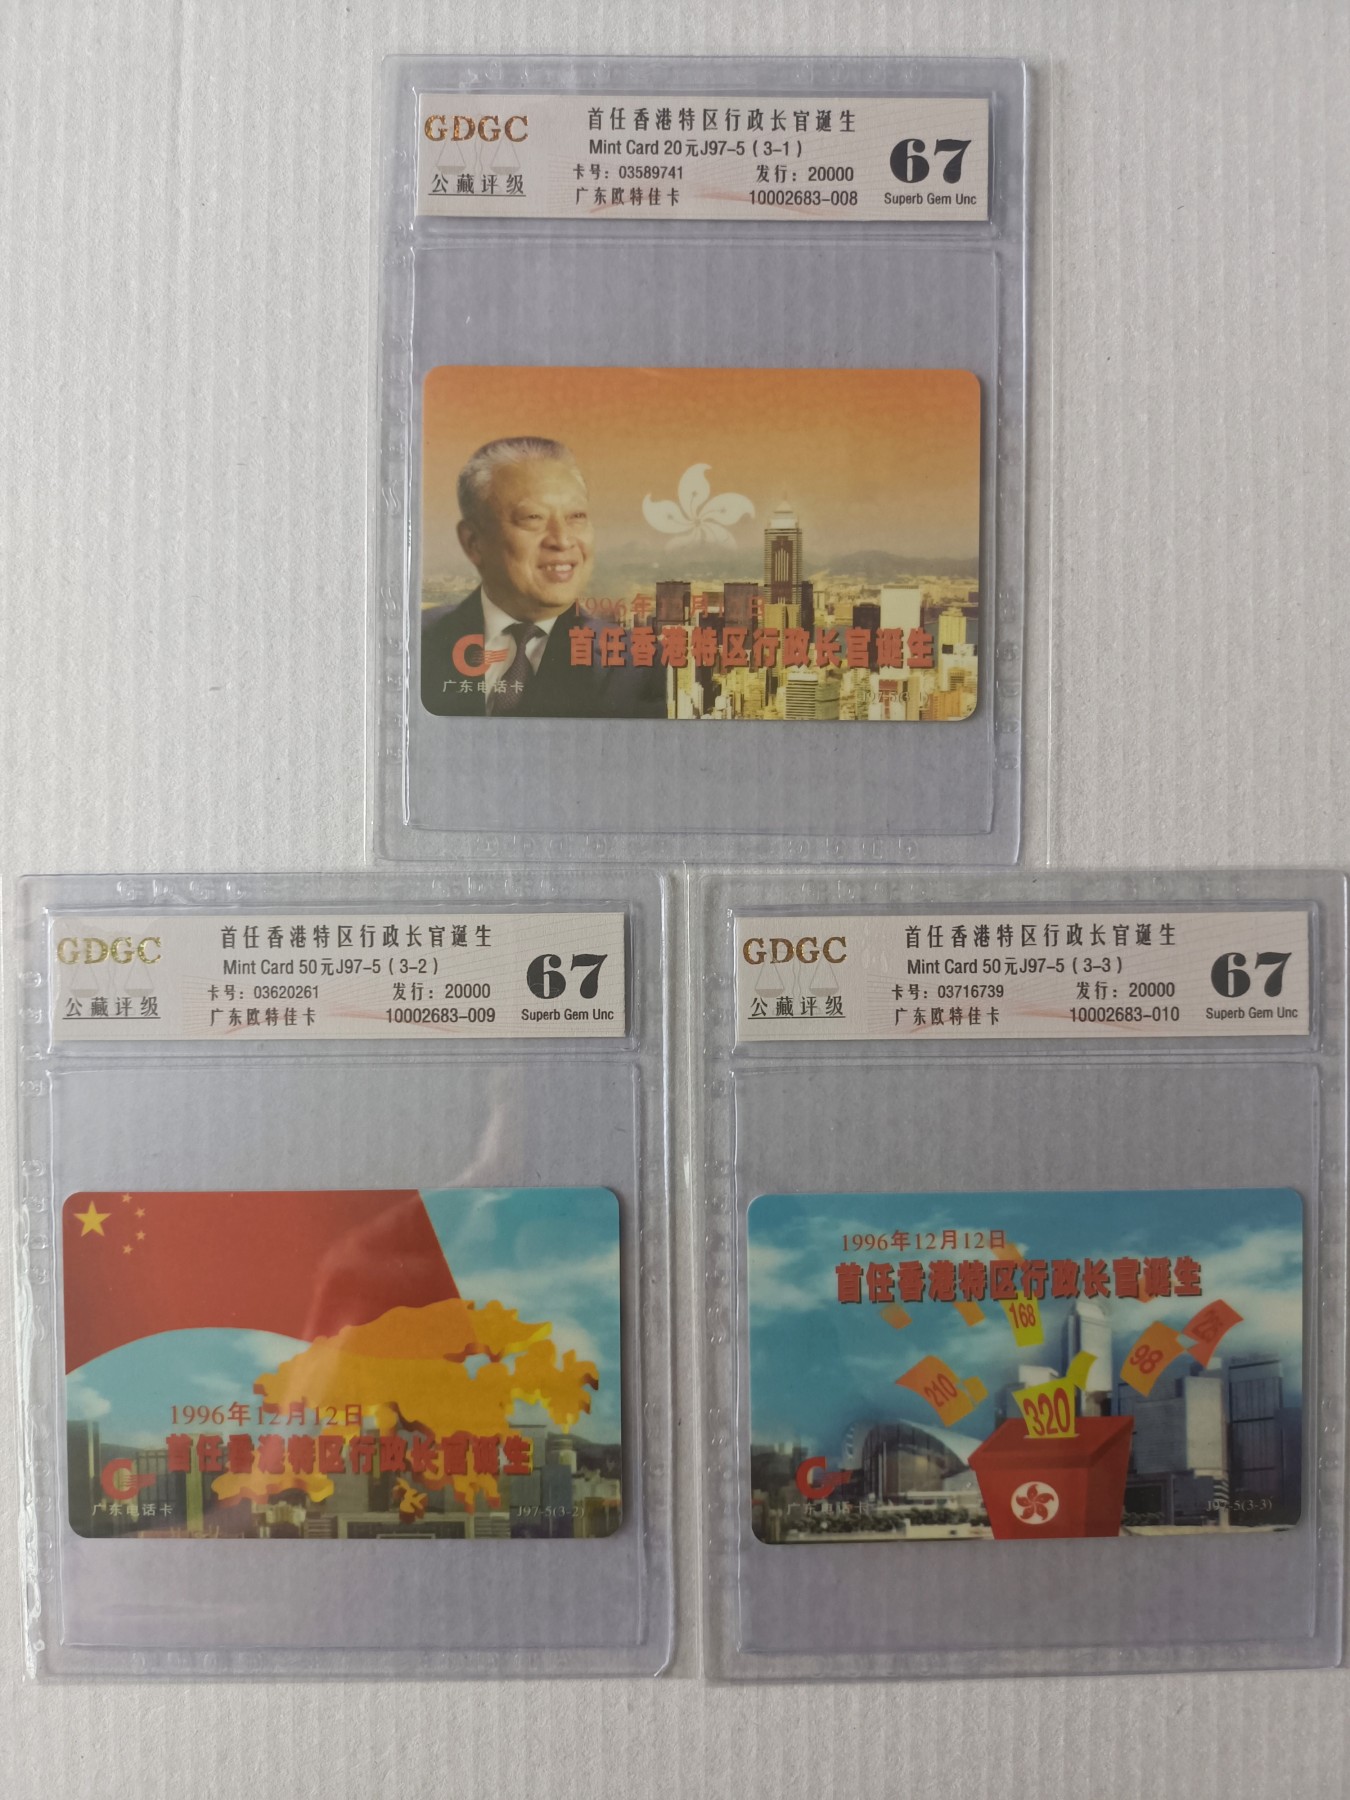 GDGC
公藏评级
首任香港特区行政长官诞生
Mint Card 20元J97-5（3-1）
卡号：03589741 发行：20000
广东欧特佳卡 10002683-008
67
Superb Gem Unc
1996年12月12日
首任香港特区行政长官诞生
广东电话卡
J97-5(3-1)
GDGC
公藏评级
首任香港特区行政长官诞生
Mint Card 50元J97-5（3-2）
卡号：03620261 发行：20000
广东欧特佳卡 10002683-009
67
Superb Gem Unc
1996年12月12日
首任香港特区行政长官诞生
广东电话卡
J97-5(3-2)
GDGC
公藏评级
首任香港特区行政长官诞生
Mint Card 50元J97-5（3-3）
卡号：03716739 发行：20000
广东欧特佳卡 10002683-010
67
Superb Gem Unc
1996年12月12日
首任香港特区行政长官诞生
168
98
210
320
广东电话卡
J97-5(3-3)